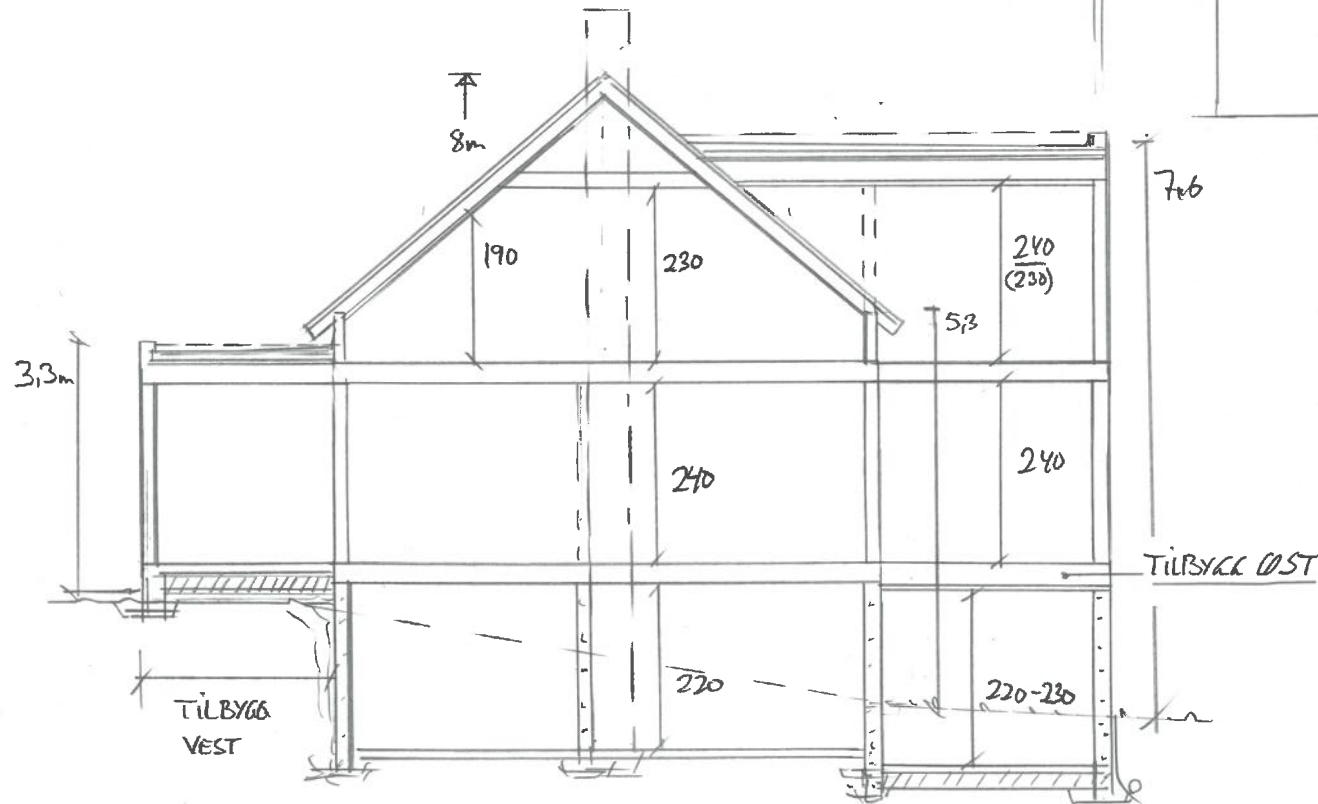 8m
7,6
190
230
240
(230)
5,3
3,3m
240
240
TILBYGG ØST
220
220-230
TILBYGG
VEST